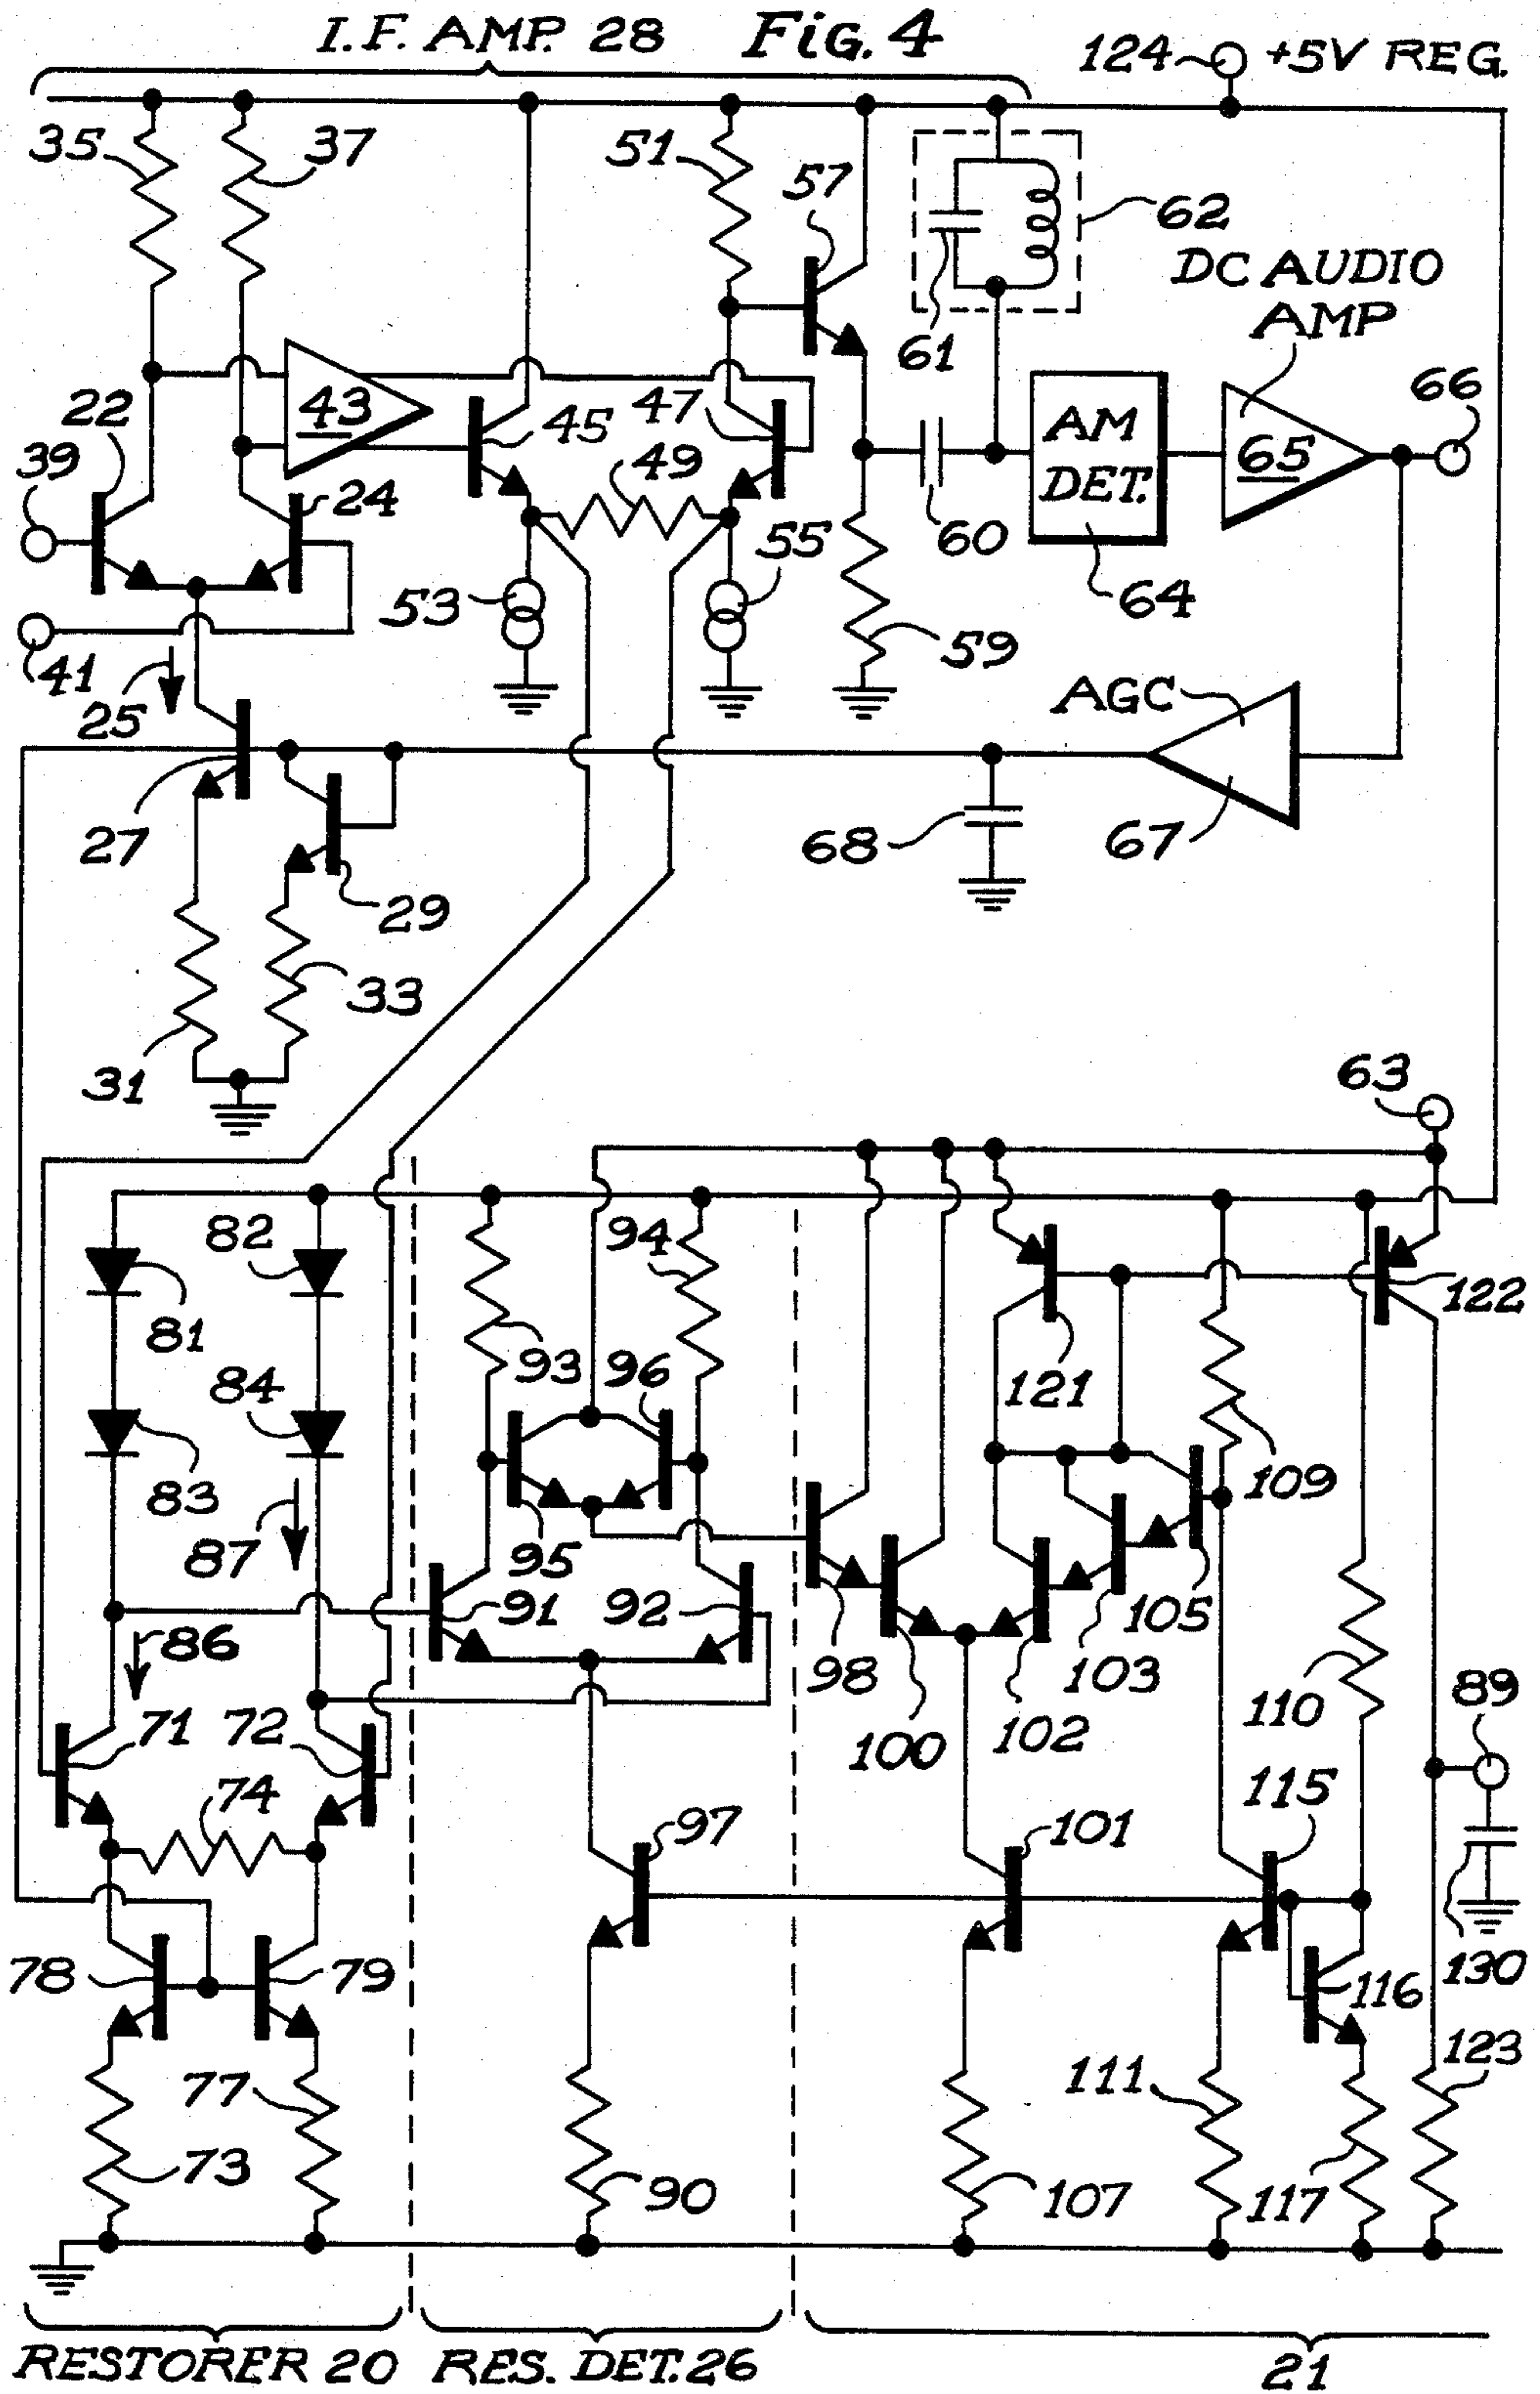 I.F. AMP. 28 Fig. 4
124 +5V REG.
35 37 51 57
62
DC AUDIO
AMP
61
22 43 45 47 66
39 49 AM
DET.
65
24
60
53 55 64
41 59
25 AGC
27 68 67
29
33
31
63
82 94
81 93 96 121 122
84
83 109
87 95
91 92 105
86 98 103
110 89
71 72 100 102
74 115
97 101
78 79 116 130
77 111 123
73 90 107 117
RESTORER 20 RES. DET. 26 21